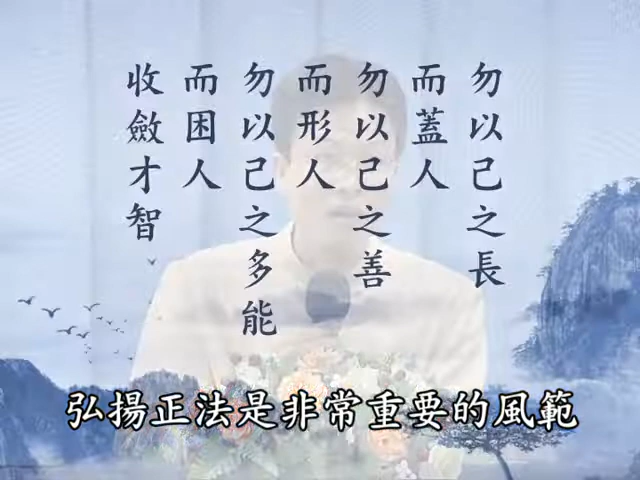 勿以己之長
而蓋人
勿以己之善
而形人
勿以己之多能
而困人
收斂才智
弘揚正法是非常重要的風範